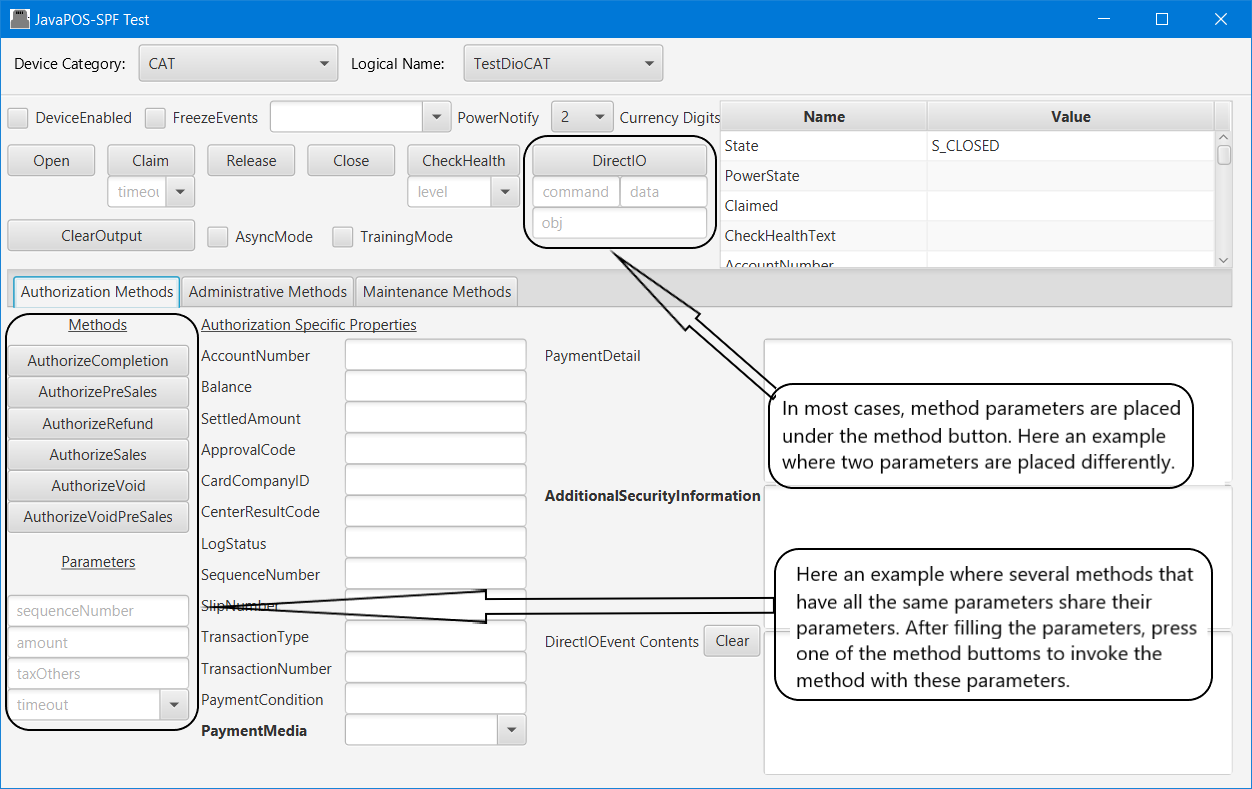 JavaPOS-SPF Test
Device Category: CAT Logical Name: TestDioCAT
DeviceEnabled FreezeEvents PowerNotify 2 Currency Digits
Name Value
State S_CLOSED
PowerState
Claimed
CheckHealthText
AccountNumber
Open Claim Release Close CheckHealth DirectIO
timeou level command data
obj
ClearOutput AsyncMode TrainingMode
Authorization Methods Administrative Methods Maintenance Methods
Methods
AuthorizeCompletion
AuthorizePreSales
AuthorizeRefund
AuthorizeSales
AuthorizeVoid
AuthorizeVoidPreSales
Parameters
sequenceNumber
amount
taxOthers
timeout
Authorization Specific Properties
AccountNumber
Balance
SettledAmount
ApprovalCode
CardCompanyID
CenterResultCode
LogStatus
SequenceNumber
SlipNumber
TransactionType
TransactionNumber
PaymentCondition
PaymentMedia
PaymentDetail
AdditionalSecurityInformation
DirectIOEvent Contents Clear
In most cases, method parameters are placed
under the method button. Here an example
where two parameters are placed differently.
Here an example where several methods that
have all the same parameters share their
parameters. After filling the parameters, press
one of the method buttoms to invoke the
method with these parameters.